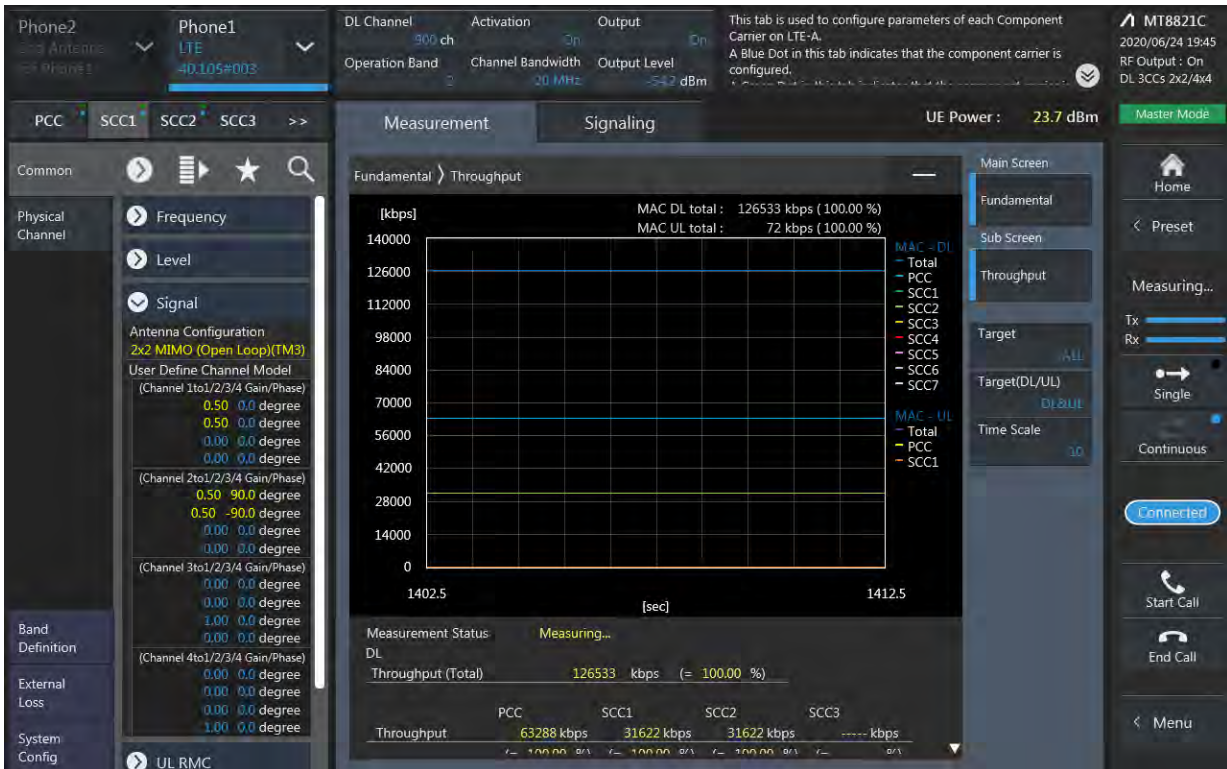 Phone2
Phone1
LTE
40.10S#003
DL Channel
900 ch
Activation
On
Output
On
Operation Band
2
Channel Bandwidth
20 MHz
Output Level
-54.2 dBm
This tab is used to configure parameters of each Component
Carrier on LTE-A.
A Blue Dot in this tab indicates that the component carrier is
configured.
MT8821C
2020/06/24 19:45
RF Output : On
DL 3CCs 2x2/4x4
Master Mode
PCC SCC1 SCC2 SCC3 >>
Measurement
Signaling
UE Power : 23.7 dBm
Common
Physical
Channel
Band
Definition
External
Loss
System
Config
Frequency
Level
Signal
Antenna Configuration
2x2 MIMO (Open Loop)(TM3)
User Define Channel Model
(Channel 1to1/2/3/4 Gain/Phase)
0.50 0.0 degree
0.50 0.0 degree
0.00 0.0 degree
0.00 0.0 degree
(Channel 2to1/2/3/4 Gain/Phase)
0.50 90.0 degree
0.50 -90.0 degree
0.00 0.0 degree
0.00 0.0 degree
(Channel 3to1/2/3/4 Gain/Phase)
0.00 0.0 degree
0.00 0.0 degree
1.00 0.0 degree
0.00 0.0 degree
(Channel 4to1/2/3/4 Gain/Phase)
0.00 0.0 degree
0.00 0.0 degree
0.00 0.0 degree
1.00 0.0 degree
UL RMC
Fundamental Throughput
[kbps]
MAC DL total : 126533 kbps ( 100.00 %)
MAC UL total : 72 kbps ( 100.00 %)
140000
126000
112000
98000
84000
70000
56000
42000
28000
14000
0
1402.5
[sec]
1412.5
MAC - DL
Total
PCC
SCC1
SCC2
SCC3
SCC4
SCC5
SCC6
SCC7
MAC - UL
Total
PCC
SCC1
Measurement Status Measuring...
DL
Throughput (Total) 126533 kbps (= 100.00 %)
PCC SCC1 SCC2 SCC3
Throughput 63288 kbps 31622 kbps 31622 kbps ----- kbps
(= 100.00 %) (= 100.00 %) (= 100.00 %) (= %)
Main Screen
Fundamental
Sub Screen
Throughput
Target
ALL
Target(DL/UL)
DL&UL
Time Scale
10
Home
< Preset
Measuring...
Tx
Rx
Single
Continuous
Connected
Start Call
End Call
< Menu